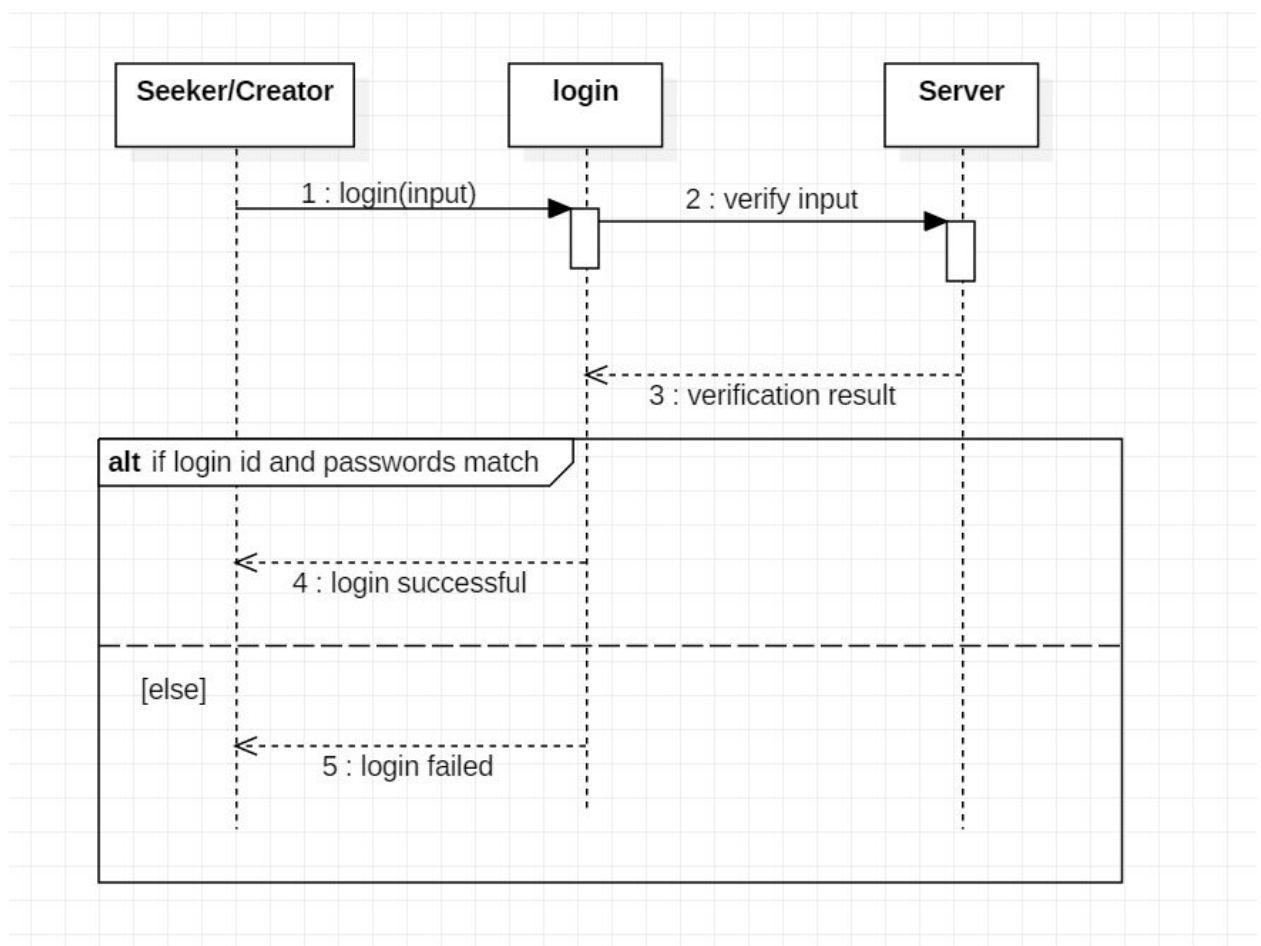 Seeker/Creator
login
Server
1 : login(input)
2 : verify input
3 : verification result
alt if login id and passwords match
4 : login successful
[else]
5 : login failed